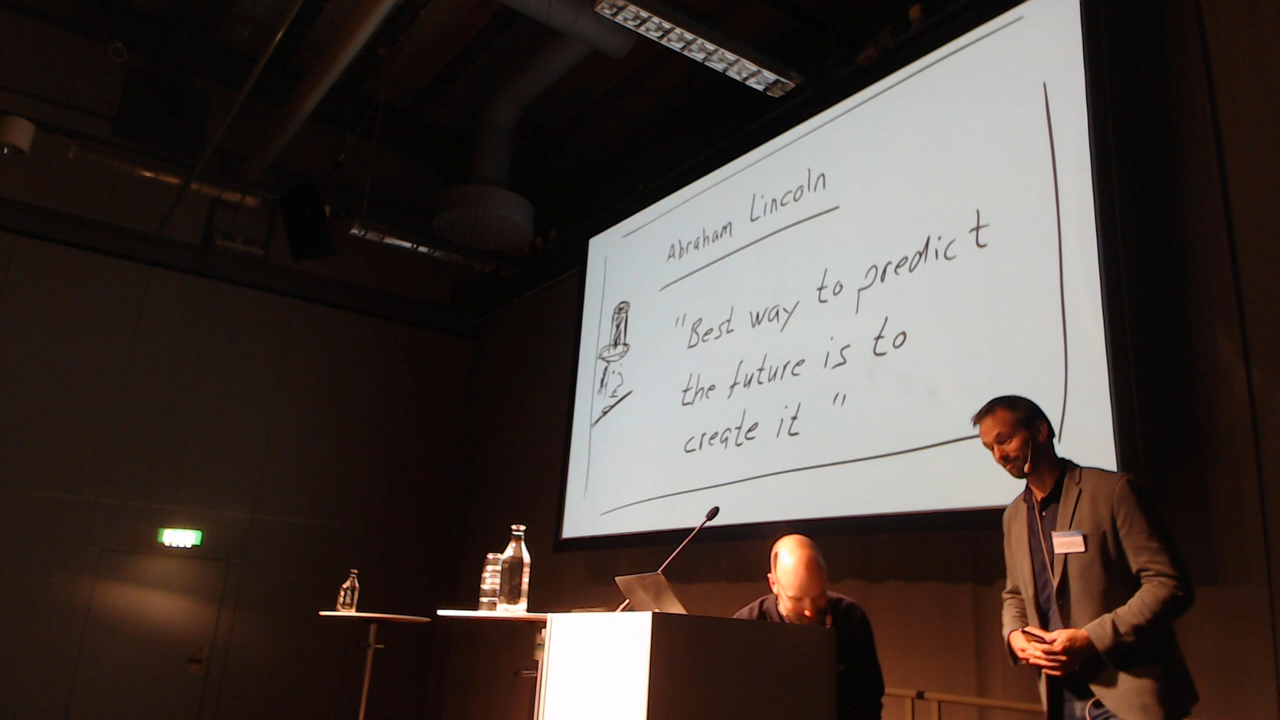 Abraham Lincoln
"Best way to predict
the future is to
create it"